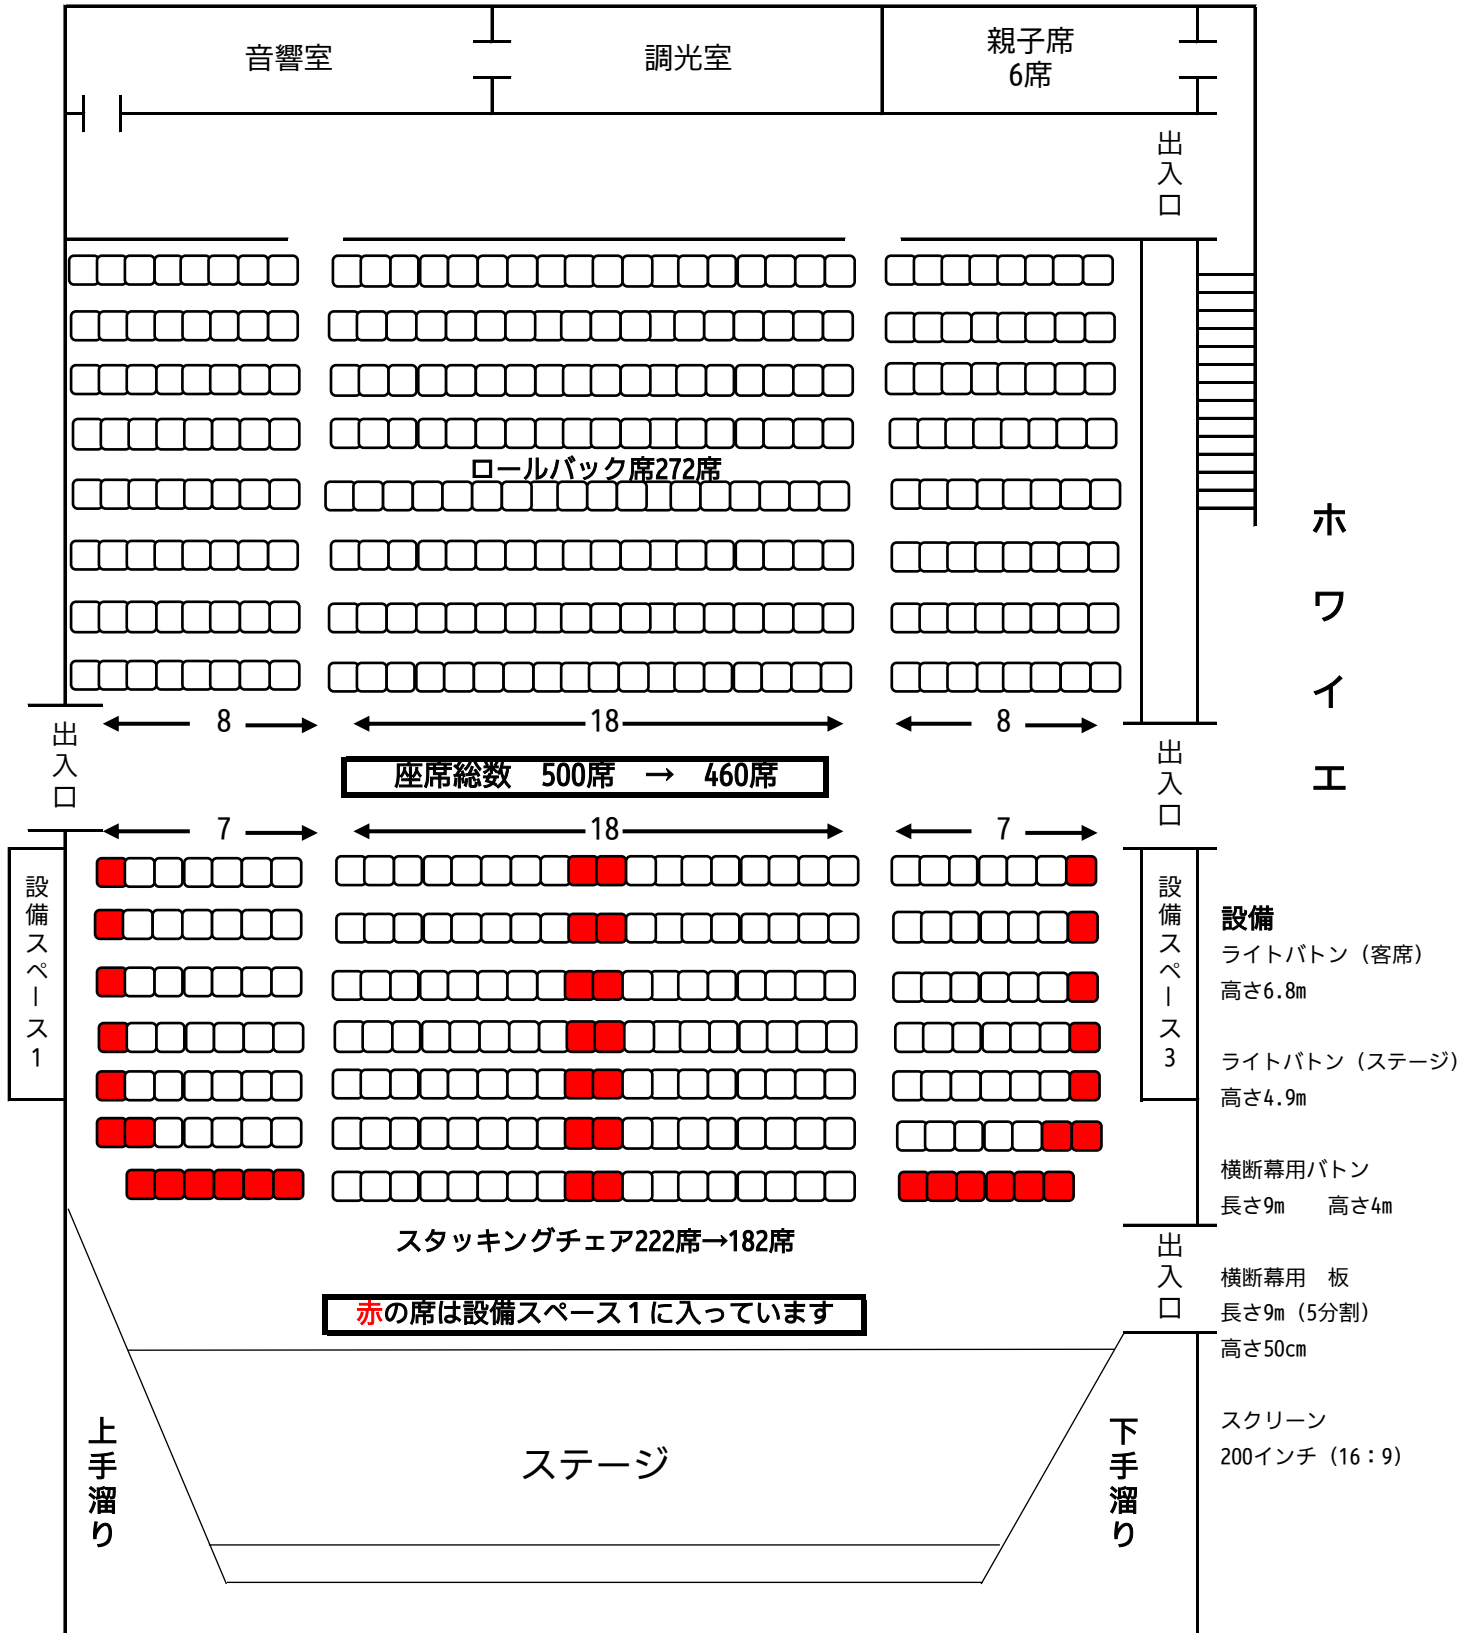 音響室
調光室
親子席
6席
出入口
ロールバック席272席
8
18
8
出入口
座席総数　500席　→　460席
出入口
7
18
7
ホワイエ
設備スペース1
設備スペース3
設備
ライトバトン（客席）
高さ6.8m
ライトバトン（ステージ）
高さ4.9m
横断幕用バトン
長さ9m　　高さ4m
横断幕用　板
長さ9m（5分割）
高さ50cm
スクリーン
200インチ（16：9）
スタッキングチェア222席→182席
出入口
赤の席は設備スペース１に入っています
上手溜り
ステージ
下手溜り